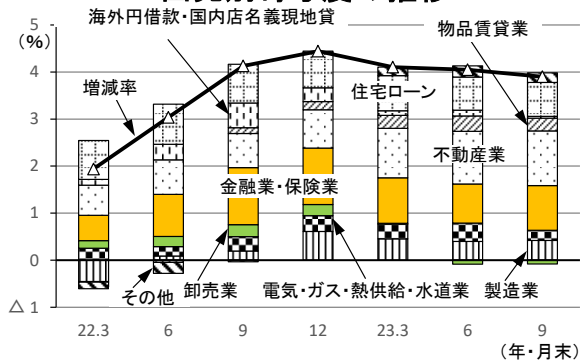 海外円借款・国内店名義現地貸
物品賃貸業
(%)
増減率
住宅ローン
不動産業
金融業・保険業
その他
卸売業
電気・ガス・熱供給・水道業
製造業
5
4
3
2
1
0
△ 1
22.3
6
9
12
23.3
6
9
(年・月末)